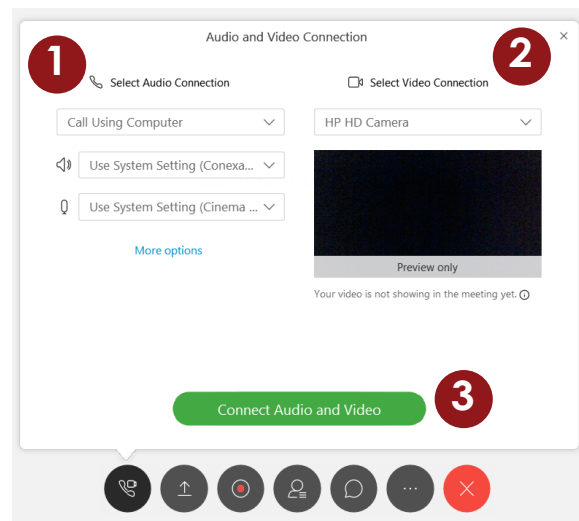 Audio and Video Connection
1
2
Select Audio Connection
Select Video Connection
Call Using Computer
HP HD Camera
Use System Setting (Conexa...
Use System Setting (Cinema ...
More options
Preview only
Your video is not showing in the meeting yet.
Connect Audio and Video
3